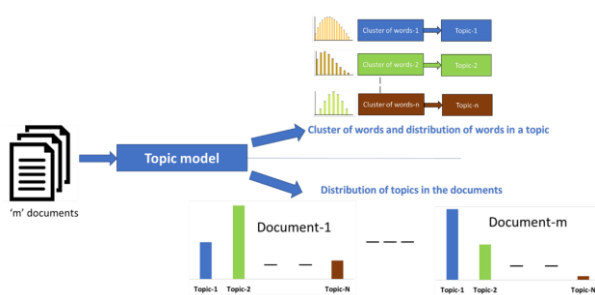 Cluster of words-1
Topic-1
Cluster of words-2
Topic-2
Cluster of words-n
Topic-n
Topic model
Cluster of words and distribution of words in a topic
Distribution of topics in the documents
'm' documents
Document-1
Topic-1
Topic-2
Topic-N
Document-m
Topic-1
Topic-2
Topic-N